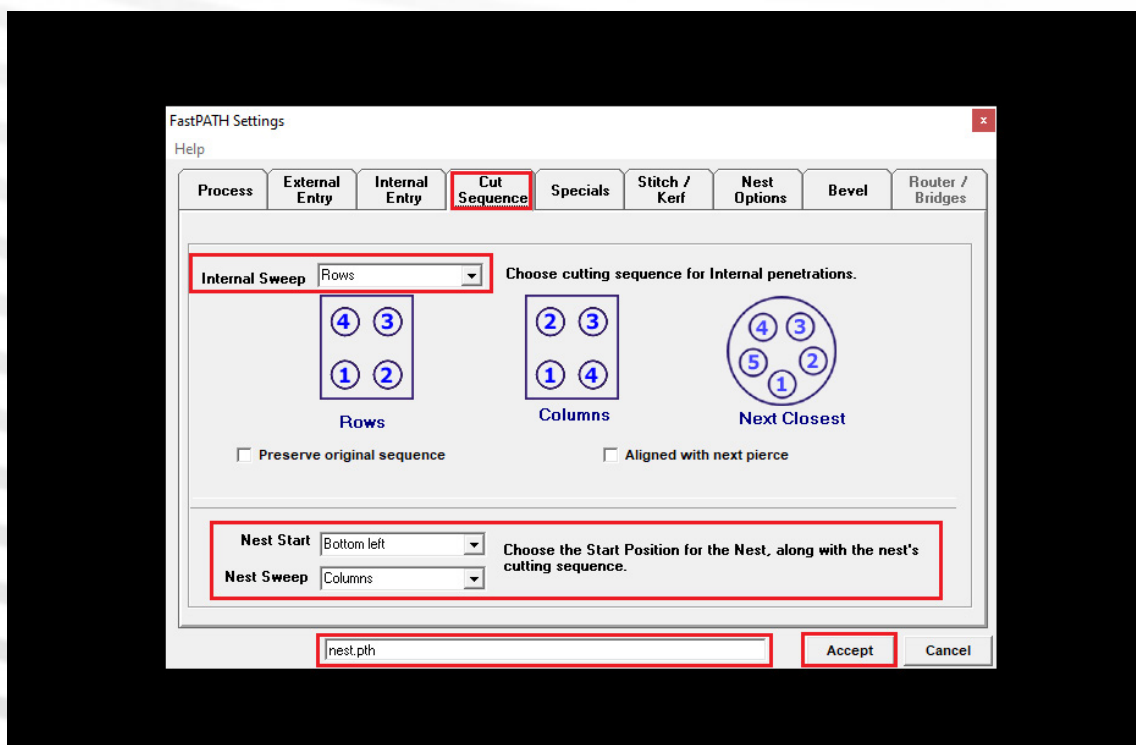 FastPATH Settings
x
Help
Process
External Entry
Internal Entry
Cut Sequence
Specials
Stitch / Kerf
Nest Options
Bevel
Router / Bridges
Internal Sweep Rows
Choose cutting sequence for Internal penetrations.
4 3
1 2
Rows
2 3
1 4
Columns
4 3
5 2
1
Next Closest
Preserve original sequence
Aligned with next pierce
Nest Start Bottom left
Nest Sweep Columns
Choose the Start Position for the Nest, along with the nest's
cutting sequence.
nest.pth
Accept
Cancel